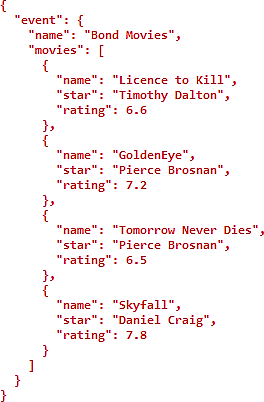 {
  "event": {
    "name": "Bond Movies",
    "movies": [
      {
        "name": "Licence to Kill",
        "star": "Timothy Dalton",
        "rating": 6.6
      },
      {
        "name": "GoldenEye",
        "star": "Pierce Brosnan",
        "rating": 7.2
      },
      {
        "name": "Tomorrow Never Dies",
        "star": "Pierce Brosnan",
        "rating": 6.5
      },
      {
        "name": "Skyfall",
        "star": "Daniel Craig",
        "rating": 7.8
      }
    ]
  }
}